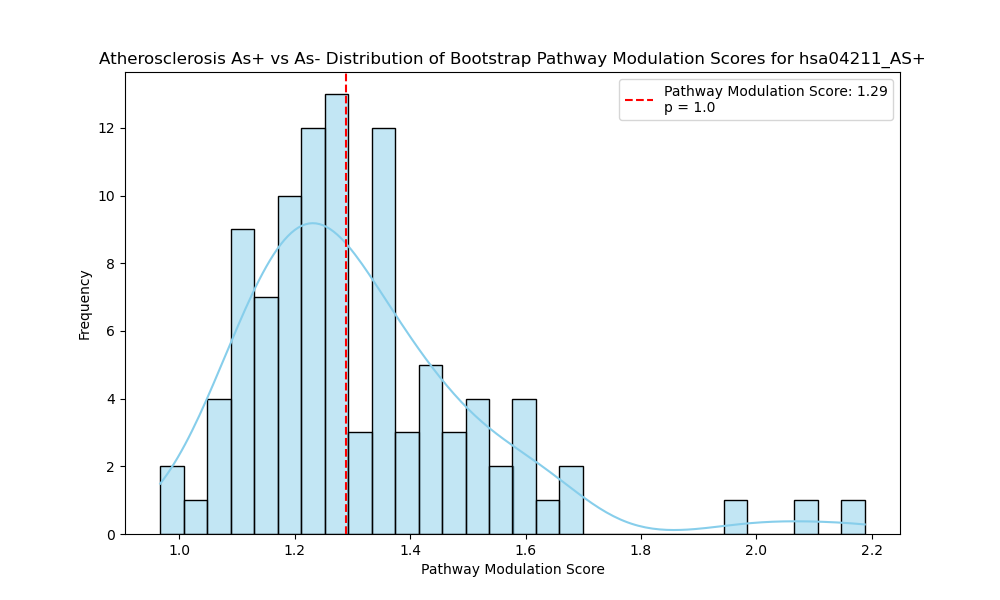 Atherosclerosis As+ vs As- Distribution of Bootstrap Pathway Modulation Scores for hsa04211_AS+
Pathway Modulation Score: 1.29
p = 1.0
12
10
8
6
4
2
0
Frequency
1.0 1.2 1.4 1.6 1.8 2.0 2.2
Pathway Modulation Score